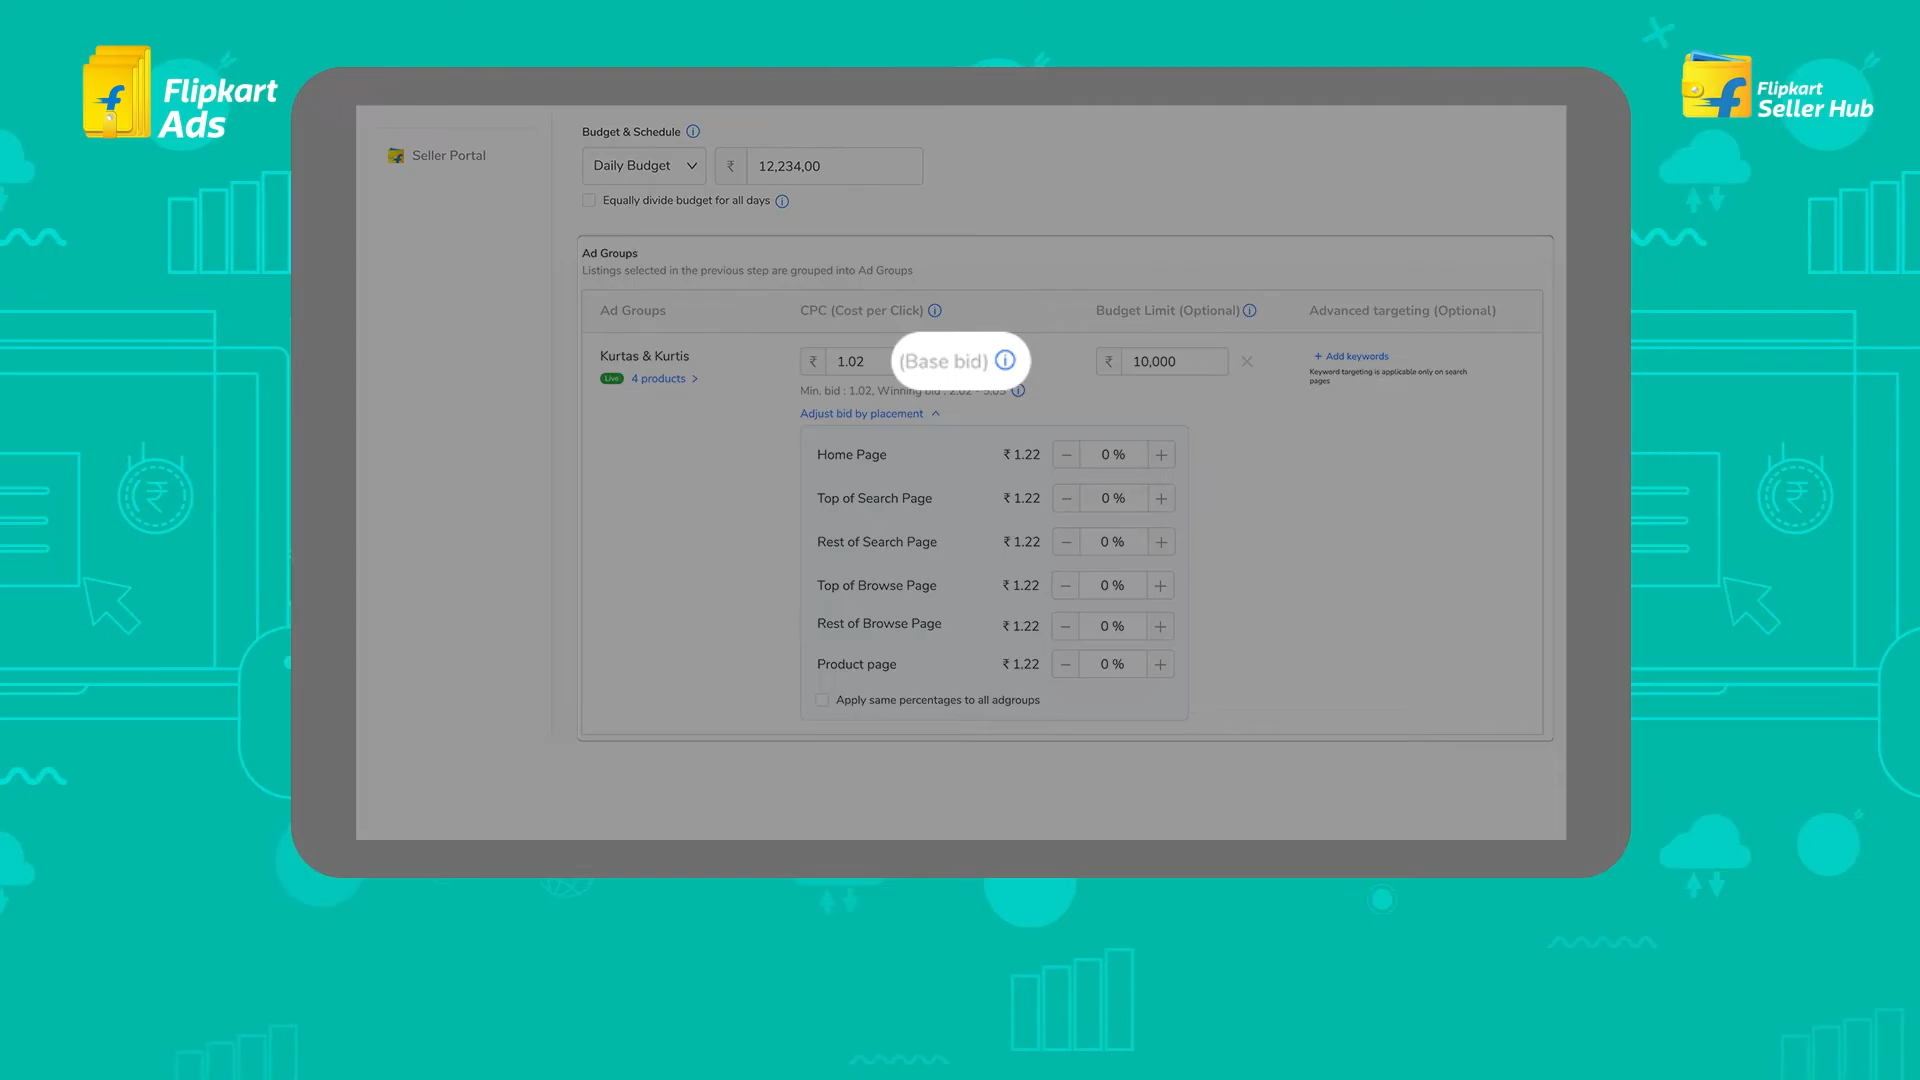 Flipkart
Ads
Flipkart
Seller Hub
Seller Portal
Budget & Schedule
Daily Budget ₹ 12,234,00
Equally divide budget for all days
Ad Groups
Listings selected in the previous step are grouped into Ad Groups
Ad Groups CPC (Cost per Click) Budget Limit (Optional) Advanced targeting (Optional)
Kurtas & Kurtis ₹ 1.02 (Base bid) ₹ 10,000 + Add keywords
Live 4 products > Keyword targeting is applicable only on search
pages
Min. bid : 1.02, Winning bid : 2.02 - 5.05
Adjust bid by placement
Home Page ₹ 1.22 − 0 % +
Top of Search Page ₹ 1.22 − 0 % +
Rest of Search Page ₹ 1.22 − 0 % +
Top of Browse Page ₹ 1.22 − 0 % +
Rest of Browse Page ₹ 1.22 − 0 % +
Product page ₹ 1.22 − 0 % +
Apply same percentages to all adgroups